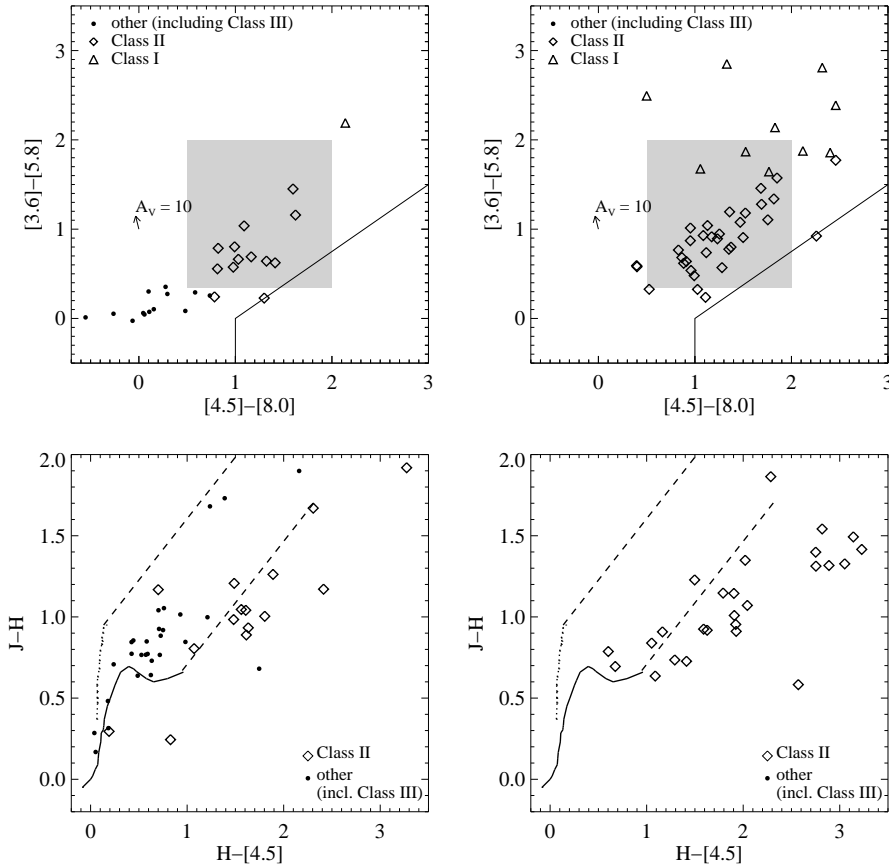 other (including Class III)
Class II
Class I
A_V = 10
[3.6]−[5.8]
3
2
1
0
0
1
2
3
[4.5]−[8.0]
other (including Class III)
Class II
Class I
A_V = 10
[3.6]−[5.8]
3
2
1
0
0
1
2
3
[4.5]−[8.0]
J−H
2.0
1.5
1.0
0.5
0.0
Class II
other
(incl. Class III)
0
1
2
3
H−[4.5]
J−H
2.0
1.5
1.0
0.5
0.0
Class II
other
(incl. Class III)
0
1
2
3
H−[4.5]